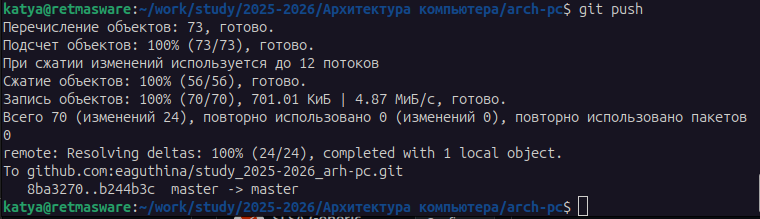 katya@retmasware:~/work/study/2025-2026/Архитектура компьютера/arch-pc$ git push
Перечисление объектов: 73, готово.
Подсчет объектов: 100% (73/73), готово.
При сжатии изменений используется до 12 потоков
Сжатие объектов: 100% (56/56), готово.
Запись объектов: 100% (70/70), 701.01 КиБ | 4.87 МиБ/с, готово.
Всего 70 (изменений 24), повторно использовано 0 (изменений 0), повторно использовано пакетов
0
remote: Resolving deltas: 100% (24/24), completed with 1 local object.
To github.com:eaguthina/study_2025-2026_arh-pc.git
   8ba3270..b244b3c  master -> master
katya@retmasware:~/work/study/2025-2026/Архитектура компьютера/arch-pc$